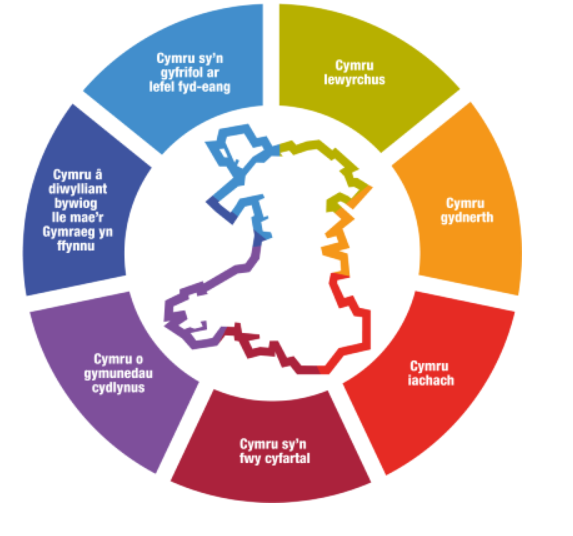 Cymru
lewyrchus
Cymru
gydnerth
Cymru
iachach
Cymru sy'n
fwy cyfartal
Cymru o
gymunedau
cydlynus
Cymru â
diwylliant
bywiog
lle mae'r
Gymraeg yn
ffynnu
Cymru sy'n
gyfrifol ar
lefel fyd-eang